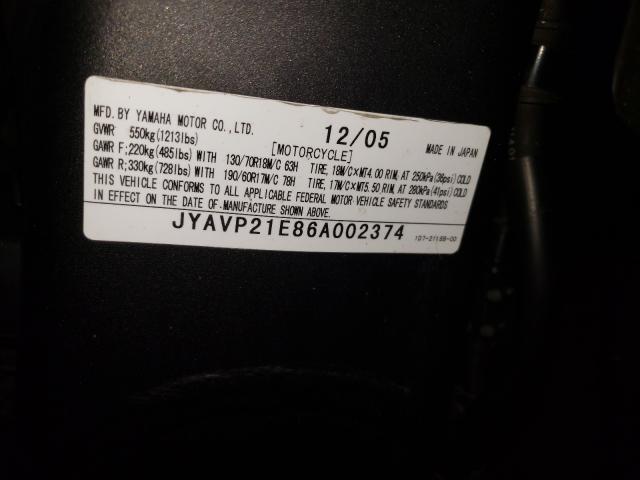 MFD. BY YAMAHA MOTOR CO., LTD. 12/05 MADE IN JAPAN
GVWR 550kg(1213lbs) [MOTORCYCLE]
GAWR F;220kg(485lbs) WITH 130/70R18M/C 63H TIRE, 18M/C×MT4.00 RIM, AT 250kPa(36psi) COLD
GAWR R;330kg(728lbs) WITH 190/60R17M/C 78H TIRE, 17M/C×MT5.50 RIM, AT 280kPa(41psi) COLD
THIS VEHICLE CONFORMS TO ALL APPLICABLE FEDERAL MOTOR VEHICLE SAFETY STANDARDS
IN EFFECT ON THE DATE OF MANUFACTURE SHOWN ABOVE.
JYAVP21E86A002374
1D7-2118B-00